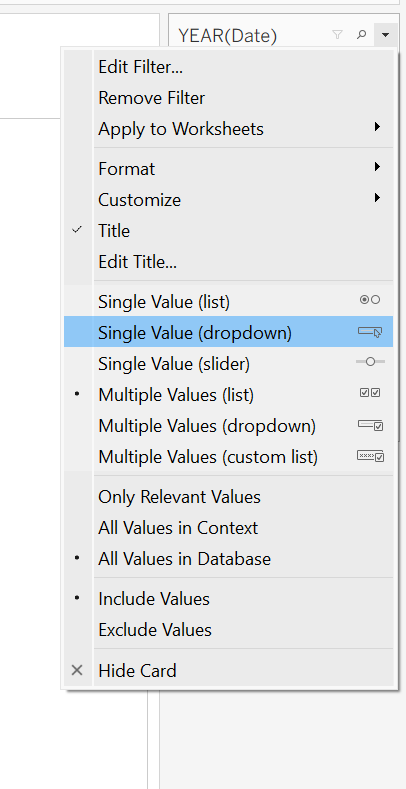 YEAR(Date)
Edit Filter...
Remove Filter
Apply to Worksheets
Format
Customize
Title
Edit Title...
Single Value (list)
Single Value (dropdown)
Single Value (slider)
Multiple Values (list)
Multiple Values (dropdown)
Multiple Values (custom list)
Only Relevant Values
All Values in Context
All Values in Database
Include Values
Exclude Values
Hide Card